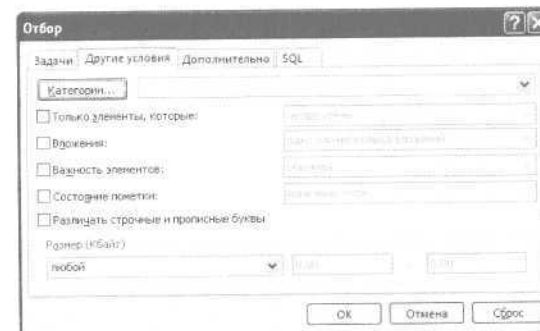 Отбор
Задачи Другие условия Дополнительно SQL
Категории...
Только элементы, которые:
Вложения:
Важность элементов:
Состояние пометки:
Различать строчные и прописные буквы
Размер (Кбайт)
любой
ОК Отмена Сброс